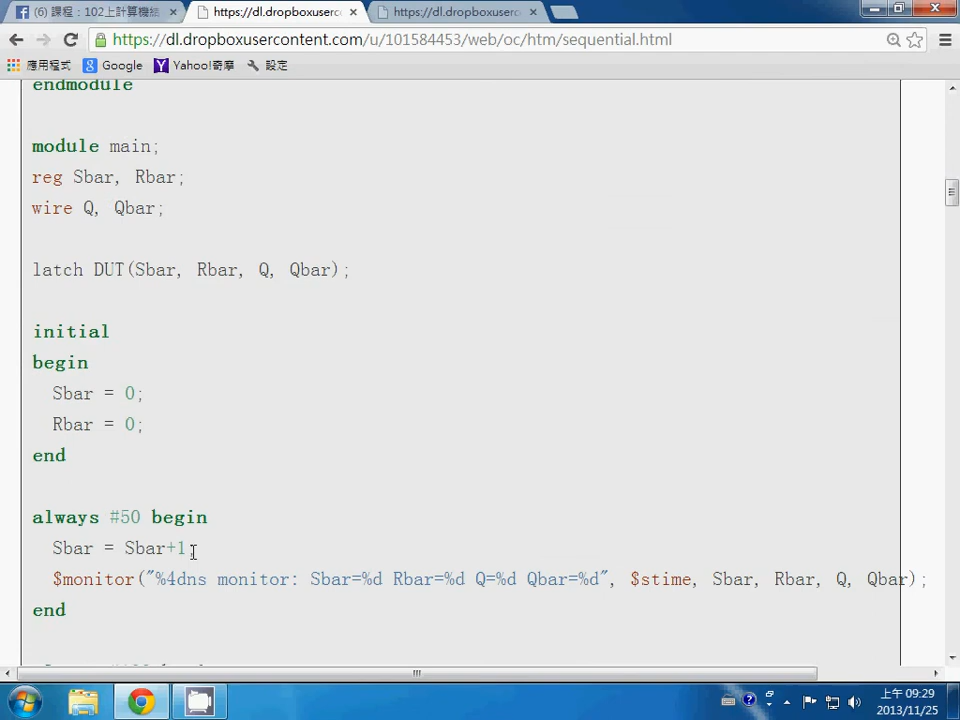 (6) 課程：102上計算機結
https://dl.dropboxuserco
https://dl.dropboxuserco
https://dl.dropboxusercontent.com/u/101584453/web/oc/htm/sequential.html
應用程式 Google Yahoo!奇摩 設定
endmodule
module main;
reg Sbar, Rbar;
wire Q, Qbar;
latch DUT(Sbar, Rbar, Q, Qbar);
initial
begin
Sbar = 0;
Rbar = 0;
end
always #50 begin
Sbar = Sbar+1;
$monitor("%4dns monitor: Sbar=%d Rbar=%d Q=%d Qbar=%d", $stime, Sbar, Rbar, Q, Qbar);
end
上午 09:29
2013/11/25